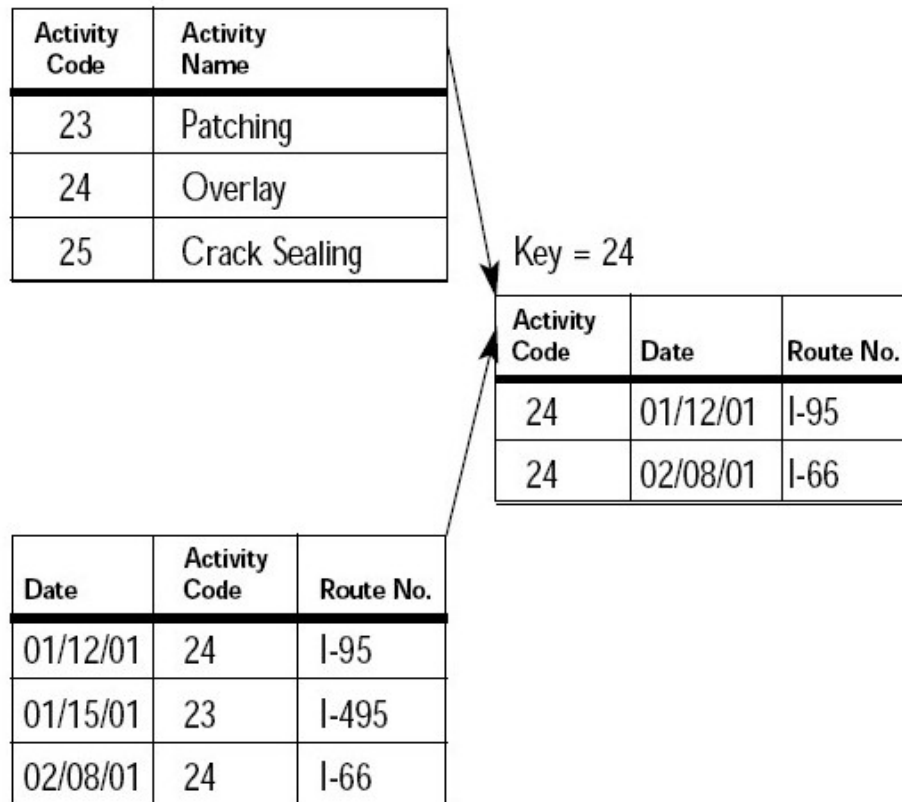 Activity Code Activity Name
23 Patching
24 Overlay
25 Crack Sealing
Key = 24
Activity Code Date Route No.
24 01/12/01 I-95
24 02/08/01 I-66
Date Activity Code Route No.
01/12/01 24 I-95
01/15/01 23 I-495
02/08/01 24 I-66